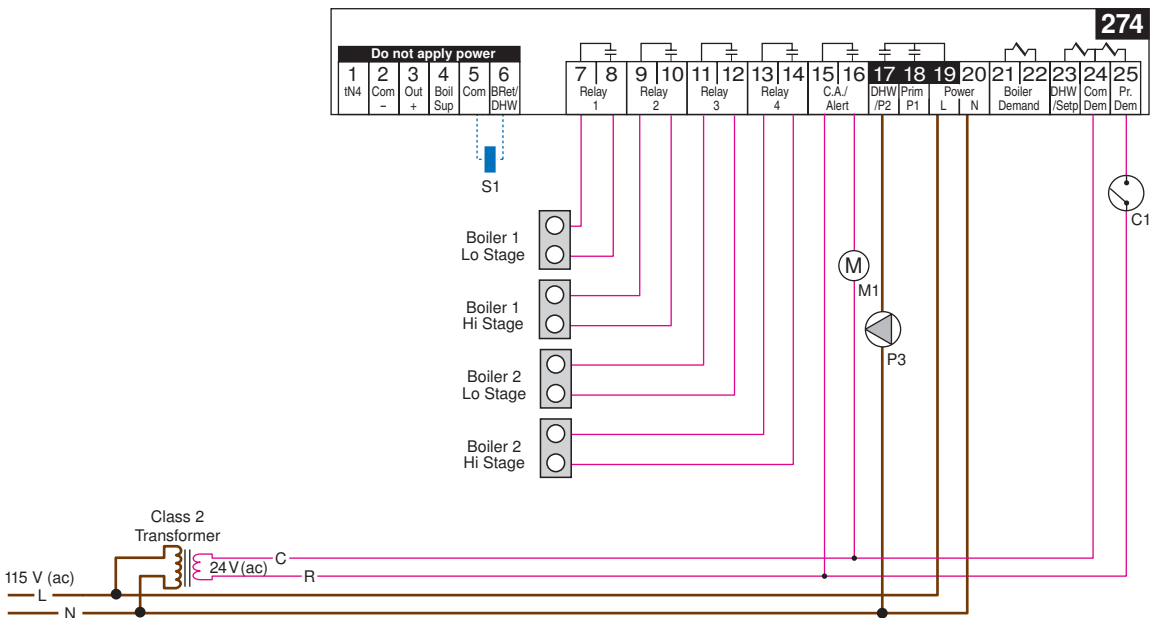 274
Do not apply power
1 2 3 4 5 6 7 8 9 10 11 12 13 14 15 16 17 18 19 20 21 22 23 24 25
tN4 Com Out Boil Com BRet/ Relay Relay Relay Relay C.A./ DHW Prim Power Boiler DHW Com Pr.
– + Sup DHW 1 2 3 4 Alert /P2 P1 L N Demand /Setp Dem Dem
S1
C1
Boiler 1
Lo Stage
M
M1
Boiler 1
Hi Stage
P3
Boiler 2
Lo Stage
Boiler 2
Hi Stage
Class 2
Transformer
C
24V(ac)
R
115 V (ac)
L
N